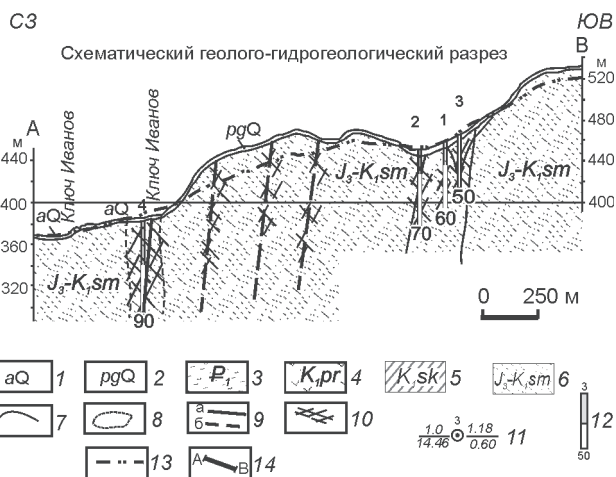 СЗ ЮВ
Схематический геолого-гидрогеологический разрез
А В
м м
Ключ Иванов Ключ Иванов
440 400 360 320
520 480 440 400
aQ aQ pgQ
4 2 1 3
J₃-K₁sm J₃-K₁sm J₃-K₁sm
90 70 60 50
0 250 м
aQ 1 pgQ 2 ₽₁ 3 K₁pr 4 K₁sk 5 J₃-K₁sm 6
7 8 а б 9 10 1.0 14.46 3 1.18 0.60 11 3 50 12
13 А В 14